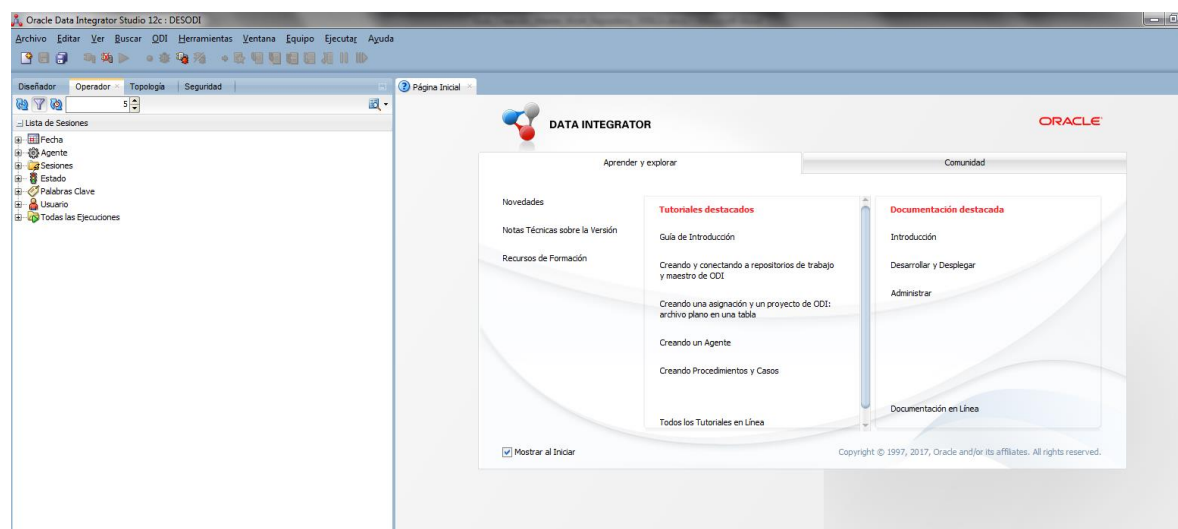 Oracle Data Integrator Studio 12c : DESODI
Archivo Editar Ver Buscar ODI Herramientas Ventana Equipo Ejecutar Ayuda
Diseñador Operador Topología Seguridad
Página Inicial
5
Lista de Sesiones
Fecha
Agente
Sesiones
Estado
Palabras Clave
Usuario
Todas las Ejecuciones
DATA INTEGRATOR
ORACLE
Aprender y explorar
Comunidad
Novedades
Notas Técnicas sobre la Versión
Recursos de Formación
Tutoriales destacados
Guía de Introducción
Creando y conectando a repositorios de trabajo
y maestro de ODI
Creando una asignación y un proyecto de ODI:
archivo plano en una tabla
Creando un Agente
Creando Procedimientos y Casos
Todos los Tutoriales en Línea
Documentación destacada
Introducción
Desarrollar y Desplegar
Administrar
Documentación en Línea
Mostrar al Iniciar
Copyright © 1997, 2017, Oracle and/or its affiliates. All rights reserved.